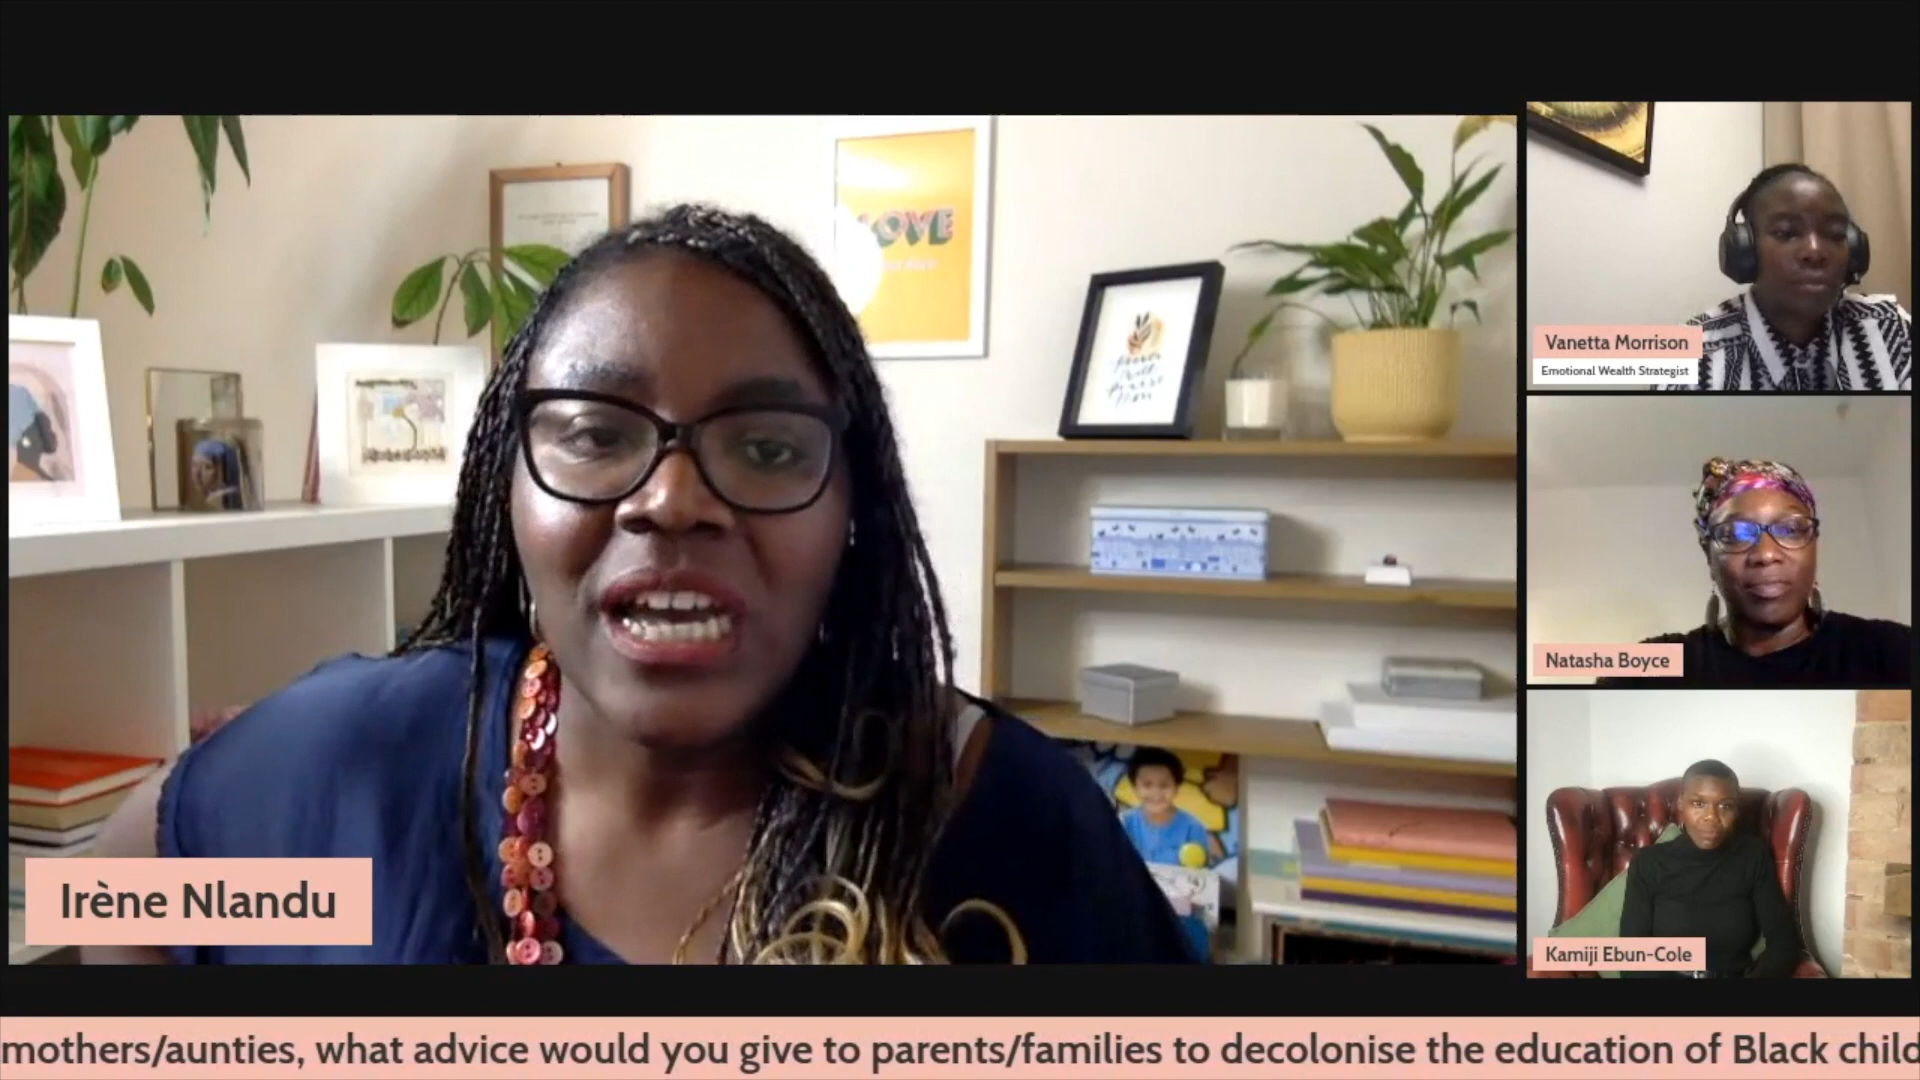 LOVE
Vanetta Morrison
Emotional Wealth Strategist
Natasha Boyce
Irène Nlandu
Kamiji Ebun-Cole
mothers/aunties, what advice would you give to parents/families to decolonise the education of Black child